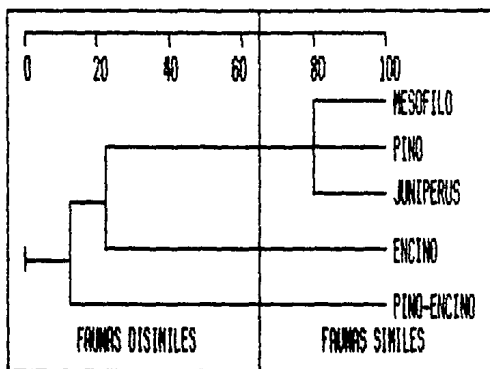 0 20 40 60 80 100
MESOFILO
PINO
JUNIPERUS
ENCINO
PINO-ENCINO
FAUNAS DISIMILES FAUNAS SIMILES